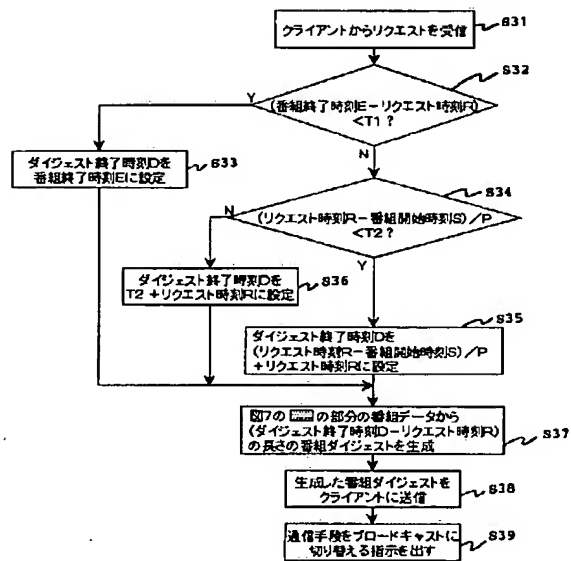 クライアントからリクエストを受信
S31
S32
(番組終了時刻E－リクエスト時刻R)
<T1？
Y
N
ダイジェスト終了時刻Dを
番組終了時刻Eに設定
S33
S34
(リクエスト時刻R－番組開始時刻S)／P
<T2？
N
Y
ダイジェスト終了時刻Dを
T2＋リクエスト時刻Rに設定
S36
S35
ダイジェスト終了時刻Dを
(リクエスト時刻R－番組開始時刻S)／P
＋リクエスト時刻Rに設定
図7の の部分の番組データから
(ダイジェスト終了時刻D－リクエスト時刻R)
の長さの番組ダイジェストを生成
S37
生成した番組ダイジェストを
クライアントに送信
S38
通信手段をブロードキャストに
切り替える指示を出す
S39